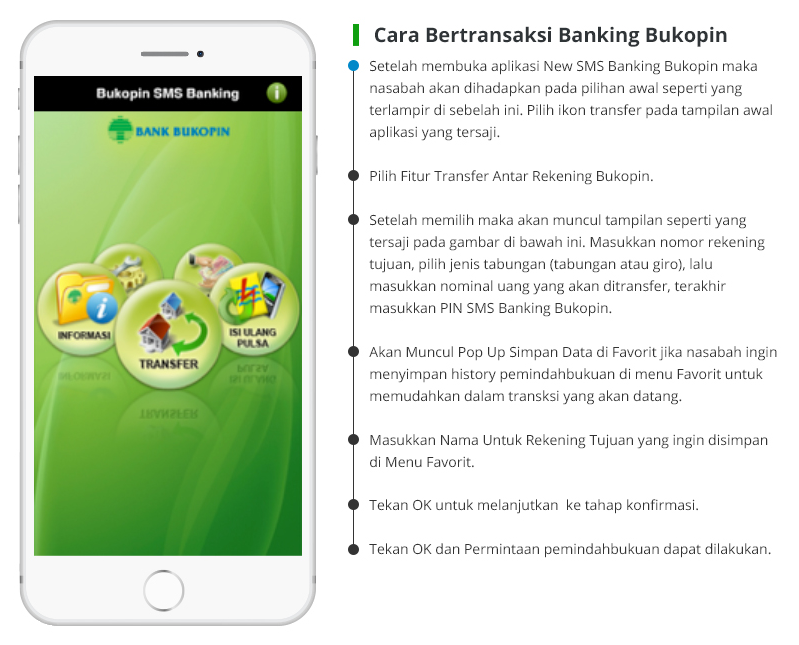 Bukopin SMS Banking
BANK BUKOPIN
INFORMASI
TRANSFER
ISI ULANG
PULSA
Cara Bertransaksi Banking Bukopin
Setelah membuka aplikasi New SMS Banking Bukopin maka
nasabah akan dihadapkan pada pilihan awal seperti yang
terlampir di sebelah ini. Pilih ikon transfer pada tampilan awal
aplikasi yang tersaji.
Pilih Fitur Transfer Antar Rekening Bukopin.
Setelah memilih maka akan muncul tampilan seperti yang
tersaji pada gambar di bawah ini. Masukkan nomor rekening
tujuan, pilih jenis tabungan (tabungan atau giro), lalu
masukkan nominal uang yang akan ditransfer, terakhir
masukkan PIN SMS Banking Bukopin.
Akan Muncul Pop Up Simpan Data di Favorit jika nasabah ingin
menyimpan history pemindahbukuan di menu Favorit untuk
memudahkan dalam transksi yang akan datang.
Masukkan Nama Untuk Rekening Tujuan yang ingin disimpan
di Menu Favorit.
Tekan OK untuk melanjutkan  ke tahap konfirmasi.
Tekan OK dan Permintaan pemindahbukuan dapat dilakukan.